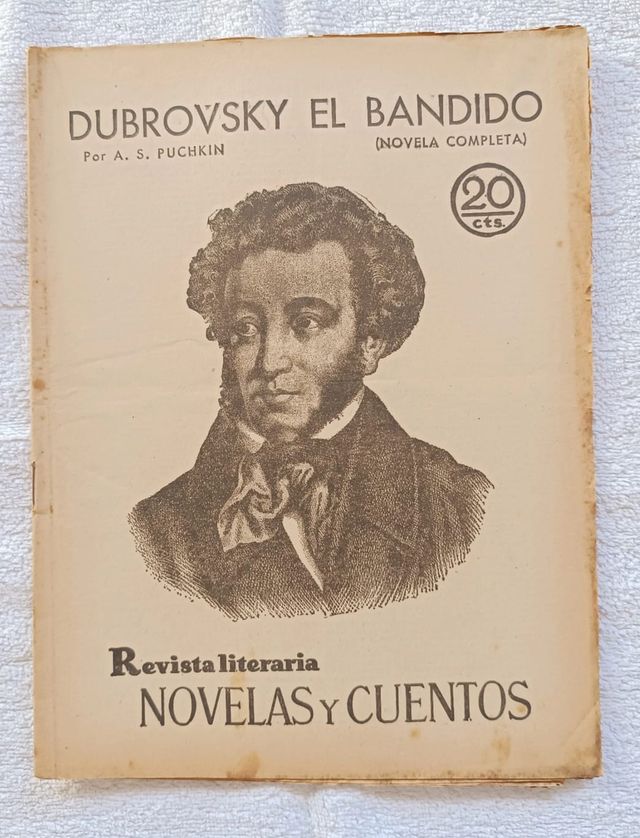 DUBROVSKY EL BANDIDO
Por A. S. PUCHKIN
(NOVELA COMPLETA)
20
cts.
Revista literaria
NOVELAS Y CUENTOS